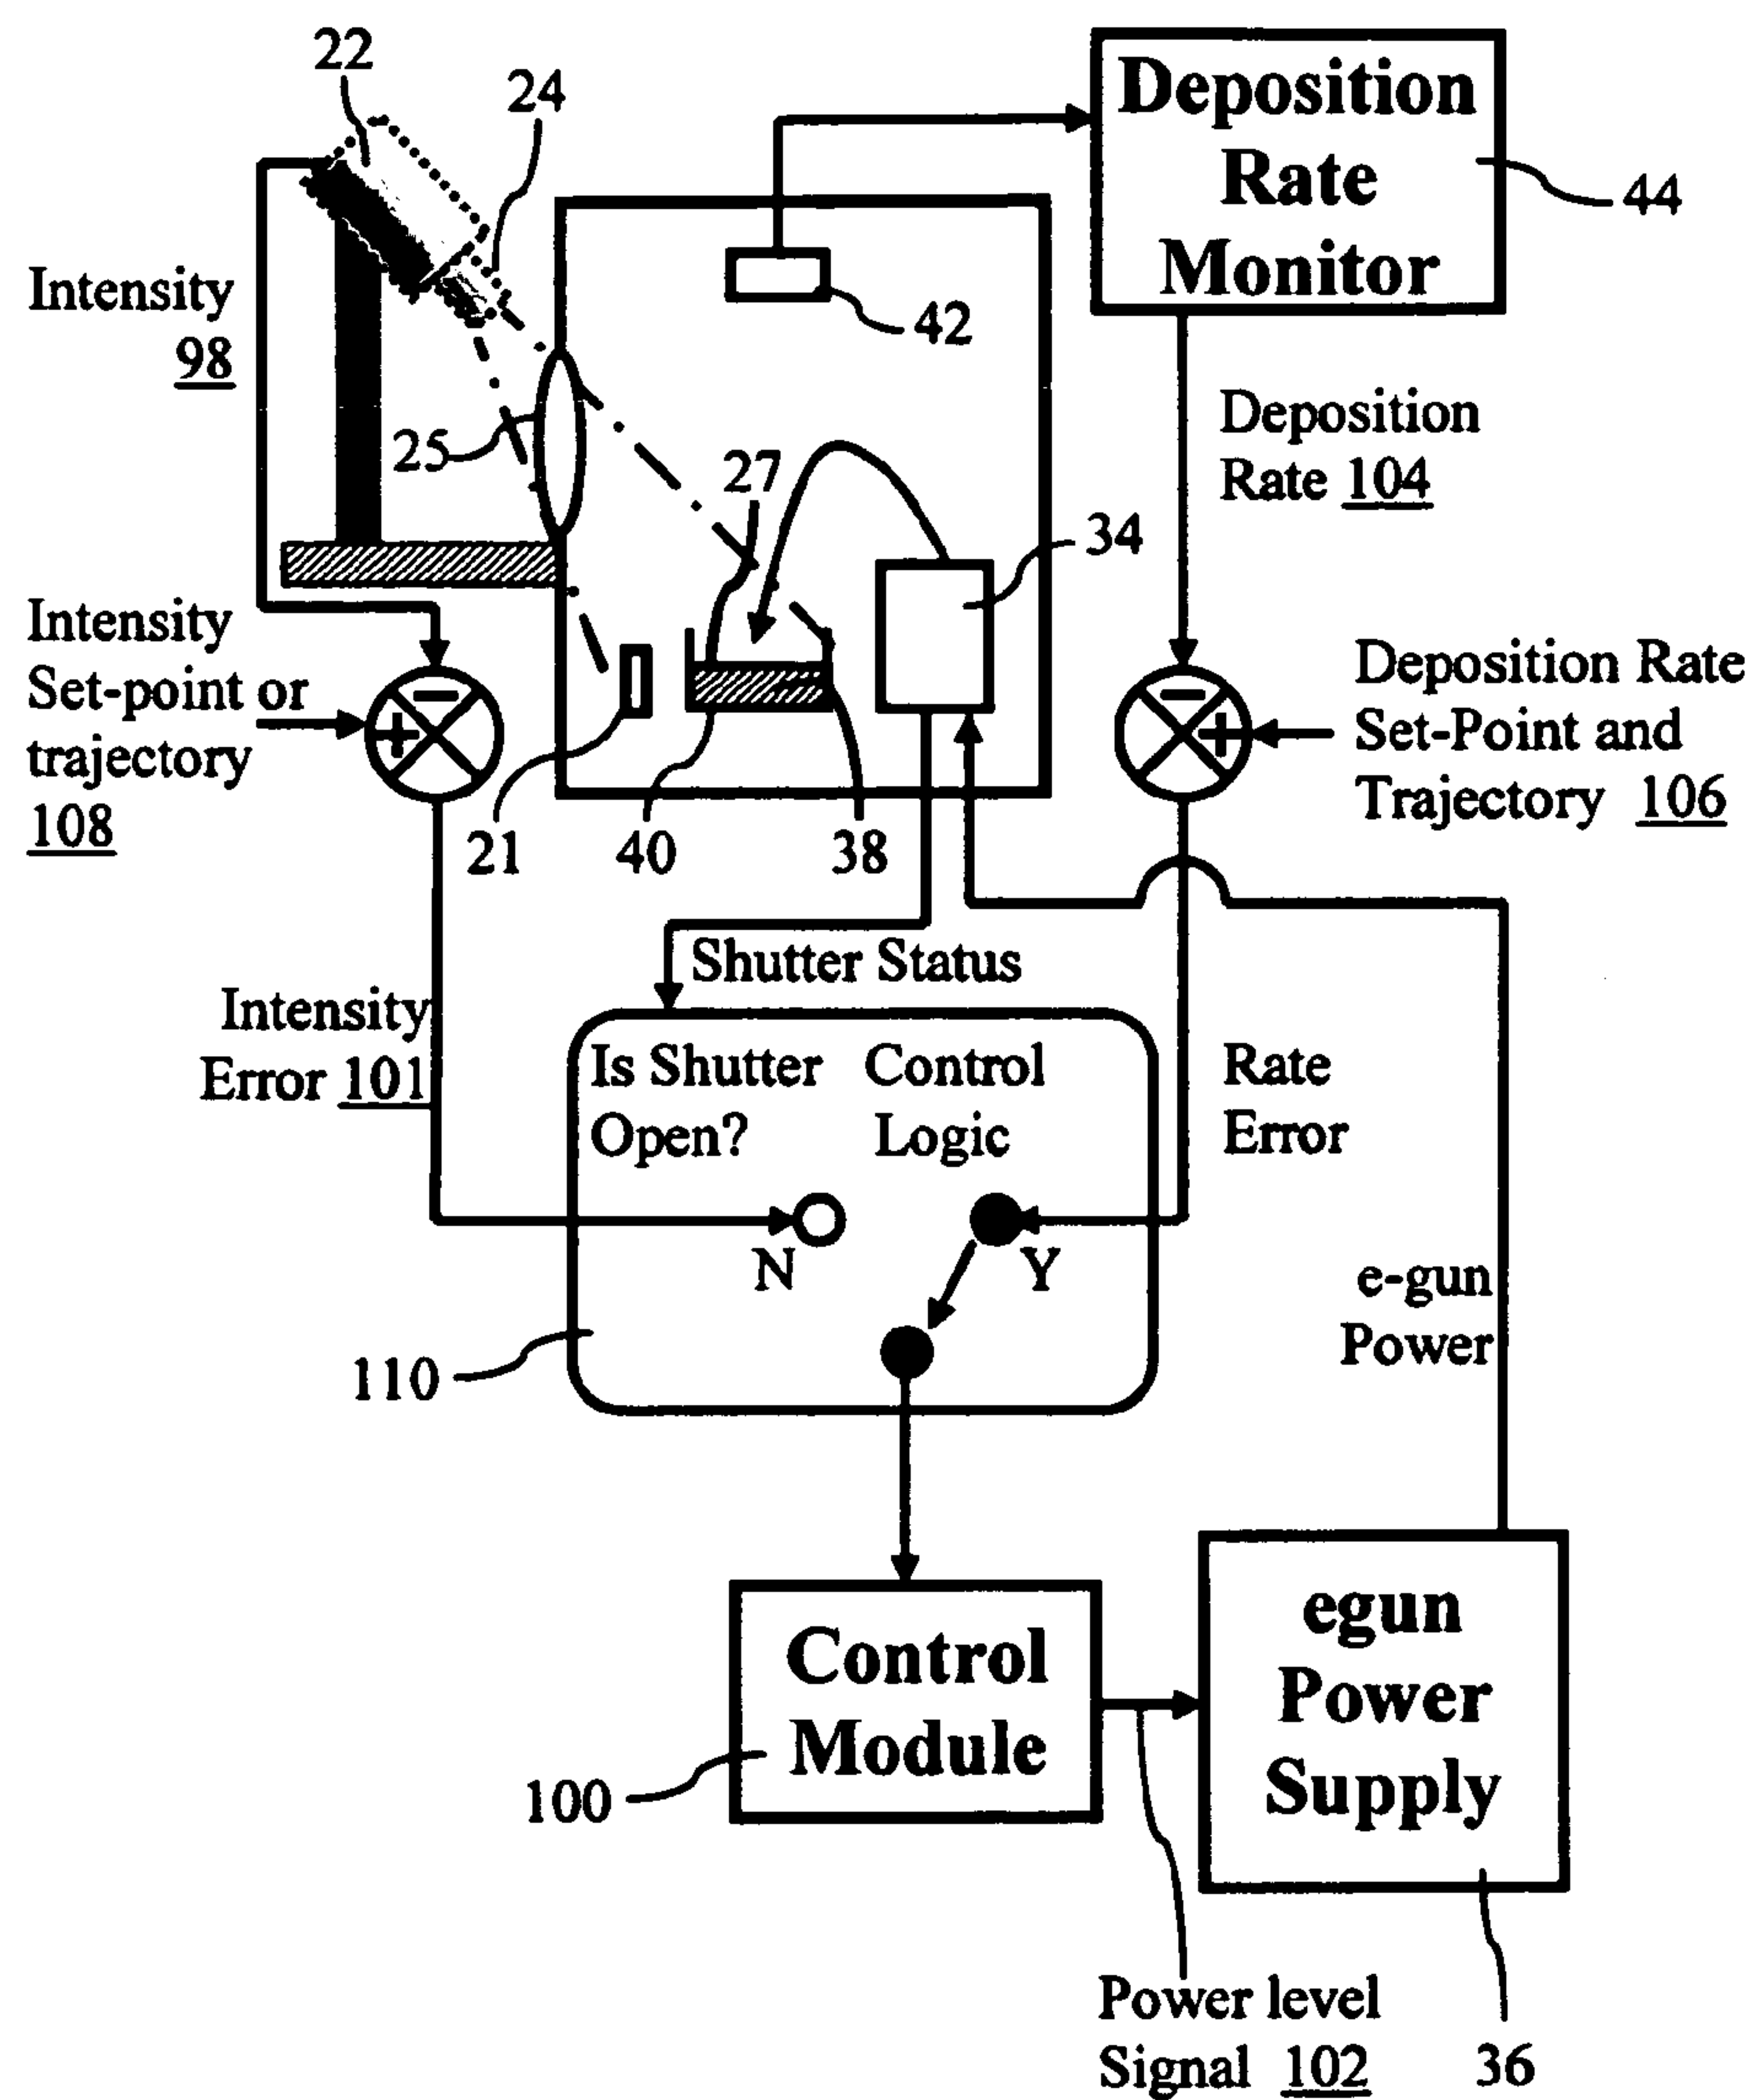 22
24
Deposition
Rate
Monitor
44
Intensity
98
42
25
27
Deposition
Rate 104
34
Intensity
Set-point or
trajectory
108
−
+
−
+
Deposition Rate
Set-Point and
Trajectory 106
21
40
38
Shutter Status
Intensity
Error 101
Is Shutter
Open?
Control
Logic
Rate
Error
N
Y
110
e-gun
Power
Control
Module
100
egun
Power
Supply
Power level
Signal 102
36